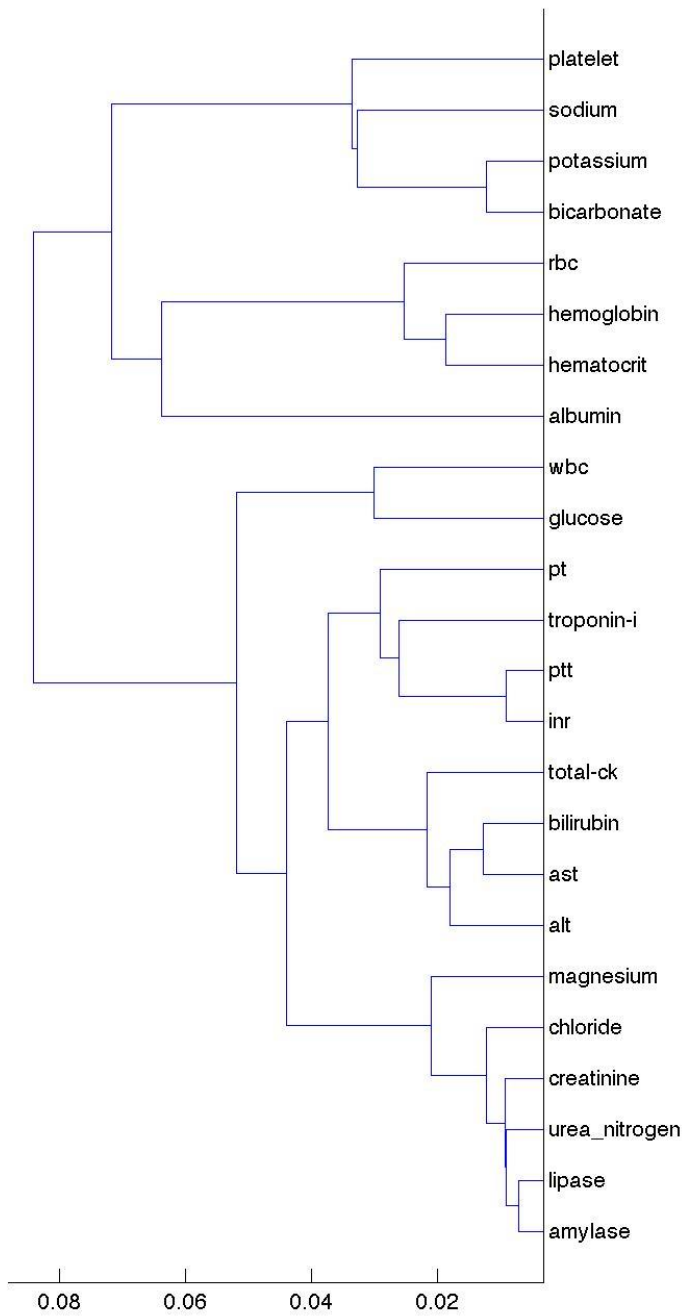 platelet
sodium
potassium
bicarbonate
rbc
hemoglobin
hematocrit
albumin
wbc
glucose
pt
troponin-i
ptt
inr
total-ck
bilirubin
ast
alt
magnesium
chloride
creatinine
urea_nitrogen
lipase
amylase
0.08 0.06 0.04 0.02